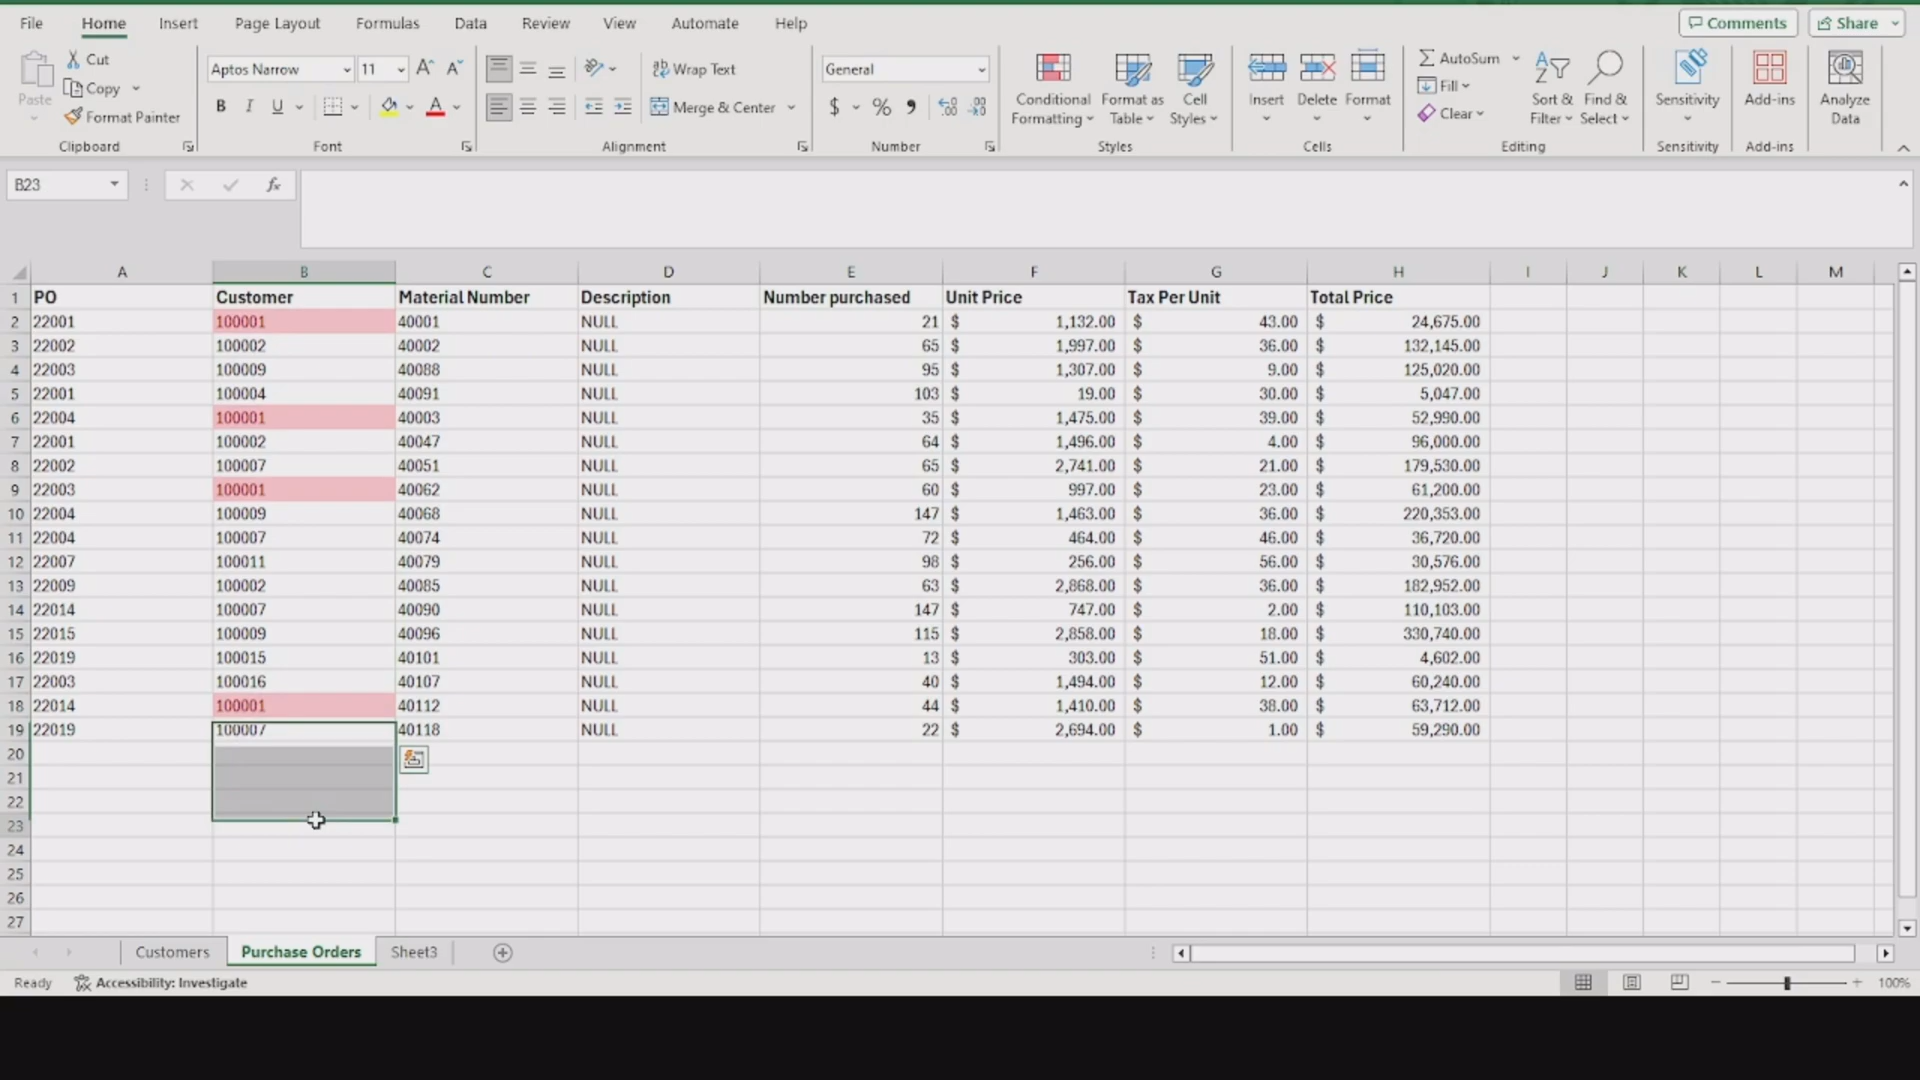 File Home Insert Page Layout Formulas Data Review View Automate Help Comments Share
Cut
Copy
Format Painter
Paste
Clipboard
Aptos Narrow 11
B I U
Font
Wrap Text
Merge & Center
Alignment
General
$ % 9
Number
Conditional Formatting
Format as Table
Cell Styles
Styles
Insert Delete Format
Cells
AutoSum
Fill
Clear
Sort & Filter
Find & Select
Editing
Sensitivity
Sensitivity
Add-ins
Add-ins
Analyze Data
B23 fx
A B C D E F G H I J K L M
1 PO Customer Material Number Description Number purchased Unit Price Tax Per Unit Total Price
2 22001 100001 40001 NULL 21 $ 1,132.00 $ 43.00 $ 24,675.00
3 22002 100002 40002 NULL 65 $ 1,997.00 $ 36.00 $ 132,145.00
4 22003 100009 40088 NULL 95 $ 1,307.00 $ 9.00 $ 125,020.00
5 22001 100004 40091 NULL 103 $ 19.00 $ 30.00 $ 5,047.00
6 22004 100001 40003 NULL 35 $ 1,475.00 $ 39.00 $ 52,990.00
7 22001 100002 40047 NULL 64 $ 1,496.00 $ 4.00 $ 96,000.00
8 22002 100007 40051 NULL 65 $ 2,741.00 $ 21.00 $ 179,530.00
9 22003 100001 40062 NULL 60 $ 997.00 $ 23.00 $ 61,200.00
10 22004 100009 40068 NULL 147 $ 1,463.00 $ 36.00 $ 220,353.00
11 22004 100007 40074 NULL 72 $ 464.00 $ 46.00 $ 36,720.00
12 22007 100011 40079 NULL 98 $ 256.00 $ 56.00 $ 30,576.00
13 22009 100002 40085 NULL 63 $ 2,868.00 $ 36.00 $ 182,952.00
14 22014 100007 40090 NULL 147 $ 747.00 $ 2.00 $ 110,103.00
15 22015 100009 40096 NULL 115 $ 2,858.00 $ 18.00 $ 330,740.00
16 22019 100015 40101 NULL 13 $ 303.00 $ 51.00 $ 4,602.00
17 22003 100016 40107 NULL 40 $ 1,494.00 $ 12.00 $ 60,240.00
18 22014 100001 40112 NULL 44 $ 1,410.00 $ 38.00 $ 63,712.00
19 22019 100007 40118 NULL 22 $ 2,694.00 $ 1.00 $ 59,290.00
20
21
22
23
24
25
26
27
Customers Purchase Orders Sheet3
Ready Accessibility: Investigate 100%